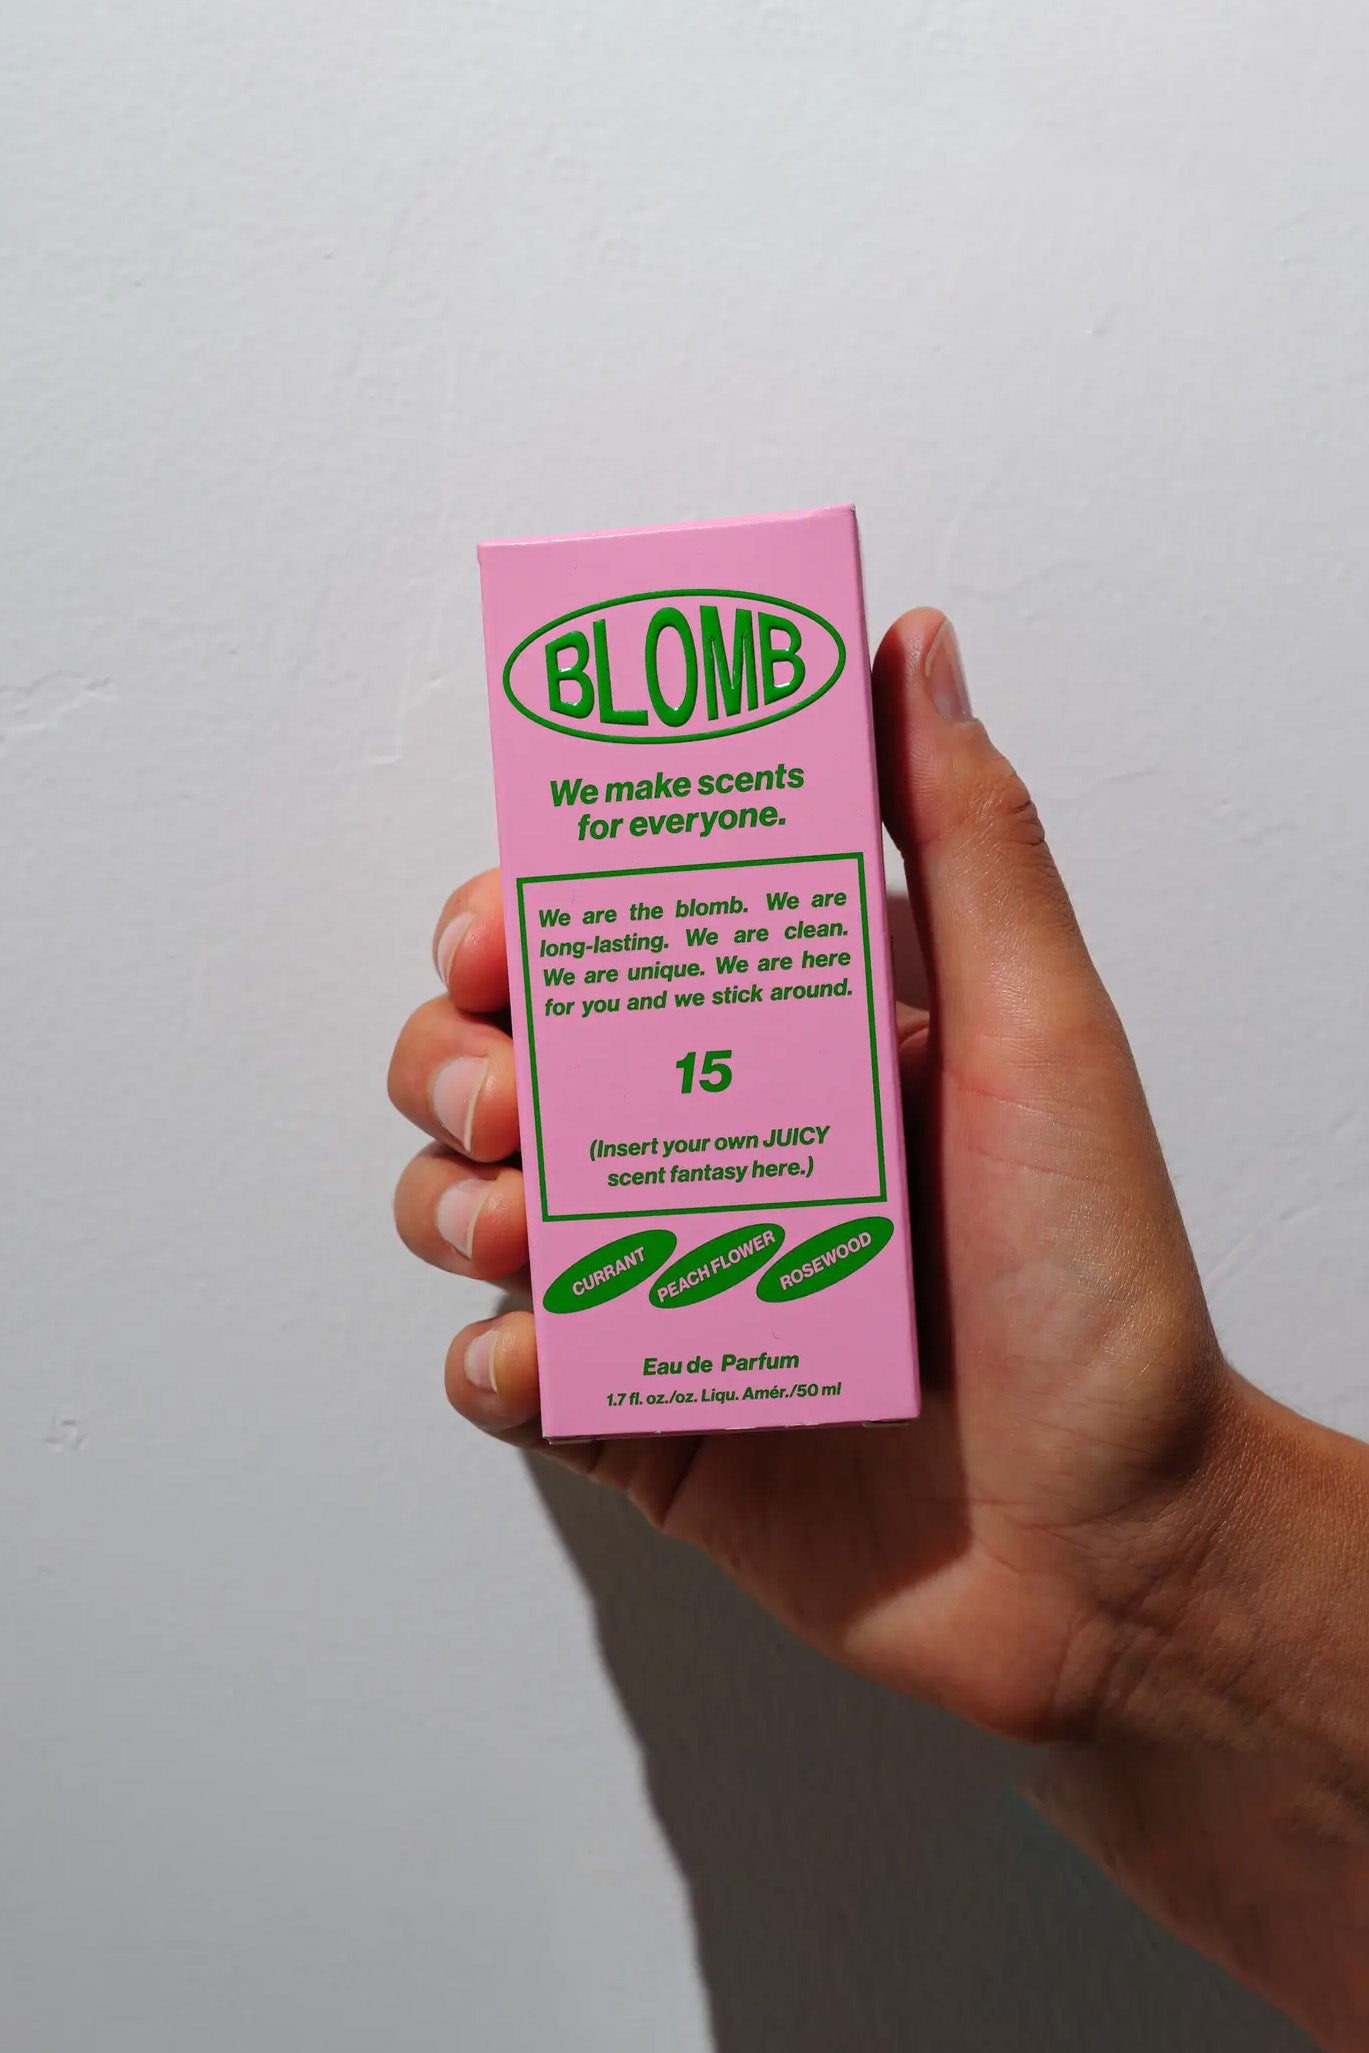 BLOMB
We make scents
for everyone.
We are the blomb. We are
long-lasting. We are clean.
We are unique. We are here
for you and we stick around.
15
(Insert your own JUICY
scent fantasy here.)
CURRANT
PEACH FLOWER
ROSEWOOD
Eau de Parfum
1.7 fl. oz./oz. Liqu. Amér./50 ml